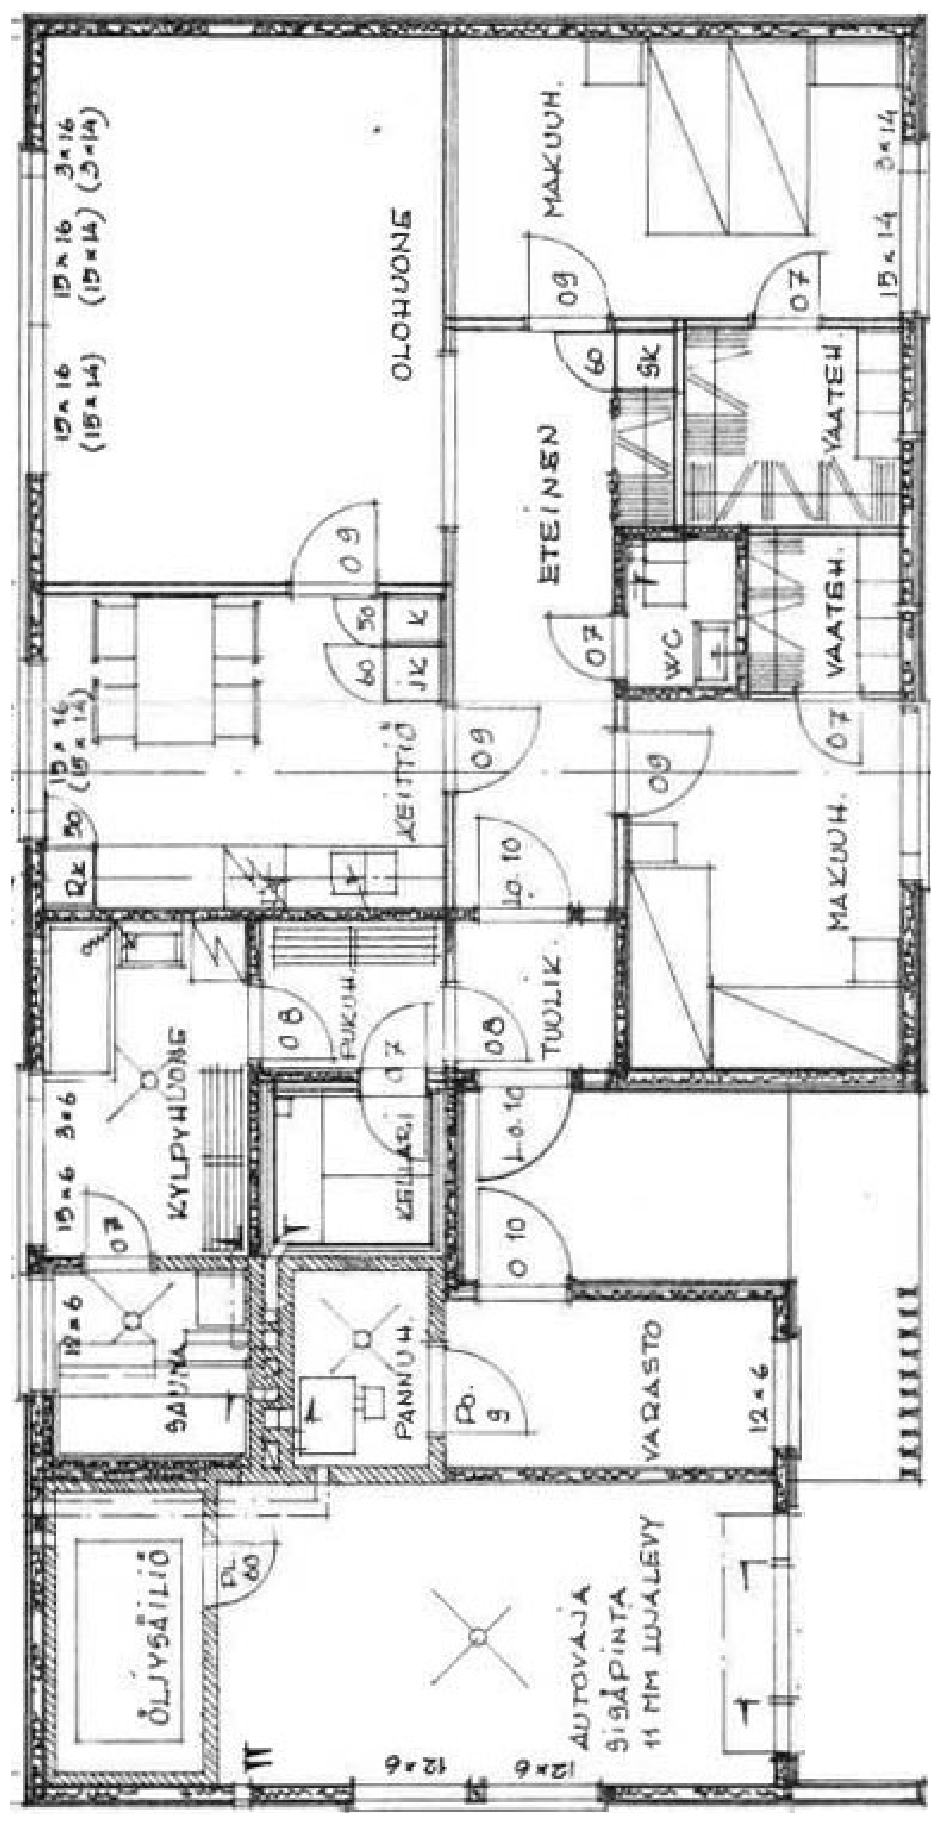 15×16 15×16 3×16
(15×14) (15×14) (3×14)
OLOHUONE
09
MAKUUH.
09
07
15×14 3×14
60
SK
VAATEH.
ETEINEN
07
WC
VAATEH.
07
15×16
(15×14)
50
60
K
JK
KEITTIÖ
50
09
09
Lo.10
MAKUUH.
KYLPYHUONE
15×6 3×6
07
PUKUH.
08
07
08
TUULIK.
Lo.10
KELLARI
0 10
12×6
SAUNA
PANNUH.
Po.
9
VARASTO
12×6
ÖLJYSÄILIÖ
PL.
60
AUTOVAJA
SISÄPINTA
11 MM LUJALEVY
12×6
12×6